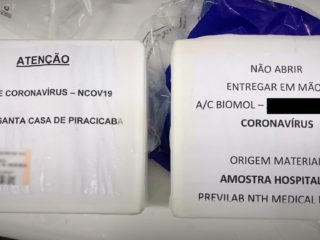 ATENÇÃO
E CORONAVÍRUS – NCOV19
SANTA CASA DE PIRACICABA
NÃO ABRIR
ENTREGAR EM MÃO
A/C BIOMOL –
CORONAVÍRUS
ORIGEM MATERIAL
AMOSTRA HOSPITAL
PREVILAB NTH MEDICAL